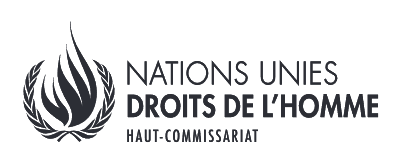 NATIONS UNIES
DROITS DE L'HOMME
HAUT-COMMISSARIAT